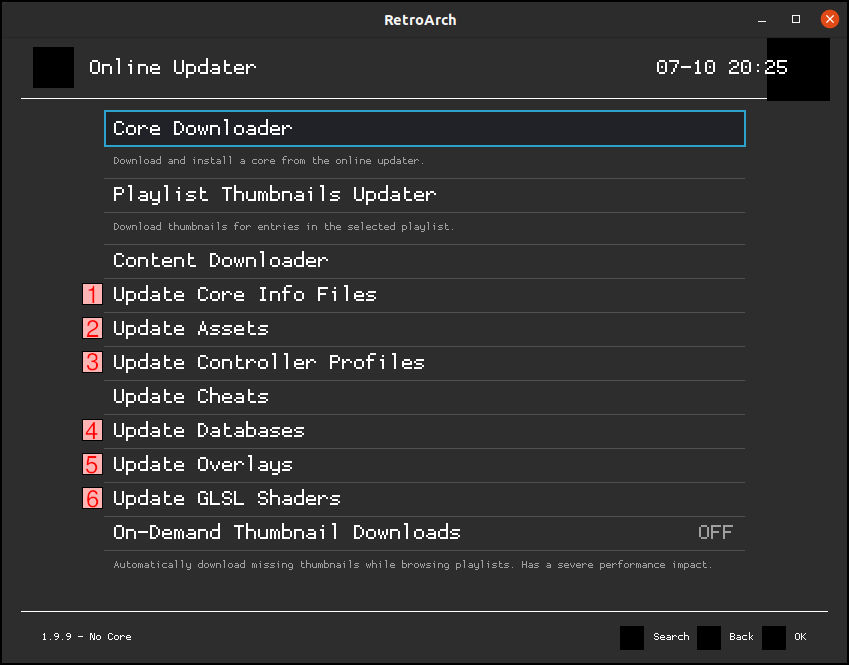 RetroArch
Online Updater 07-10 20:25
Core Downloader
Download and install a core from the online updater.
Playlist Thumbnails Updater
Download thumbnails for entries in the selected playlist.
Content Downloader
1 Update Core Info Files
2 Update Assets
3 Update Controller Profiles
Update Cheats
4 Update Databases
5 Update Overlays
6 Update GLSL Shaders
On-Demand Thumbnail Downloads OFF
Automatically download missing thumbnails while browsing playlists. Has a severe performance impact.
1.9.9 - No Core Search Back OK